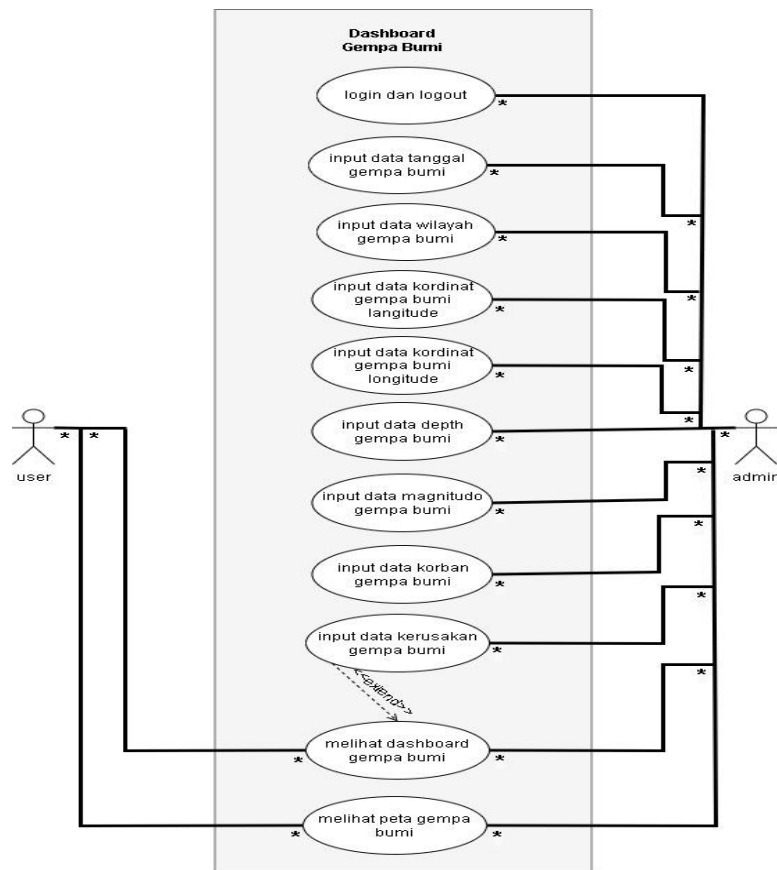 Dashboard
Gempa Bumi
login dan logout
*
input data tanggal
gempa bumi
*
*
input data wilayah
gempa bumi
*
*
input data kordinat
gempa bumi
langitude
*
*
input data kordinat
gempa bumi
longitude
*
*
input data depth
gempa bumi
*
*
* *
user
admin
input data magnitudo
gempa bumi
*
*
input data korban
gempa bumi
*
*
input data kerusakan
gempa bumi
*
*
<<extend>>
melihat dashboard
gempa bumi
*
*
*
melihat peta gempa
bumi
*
*